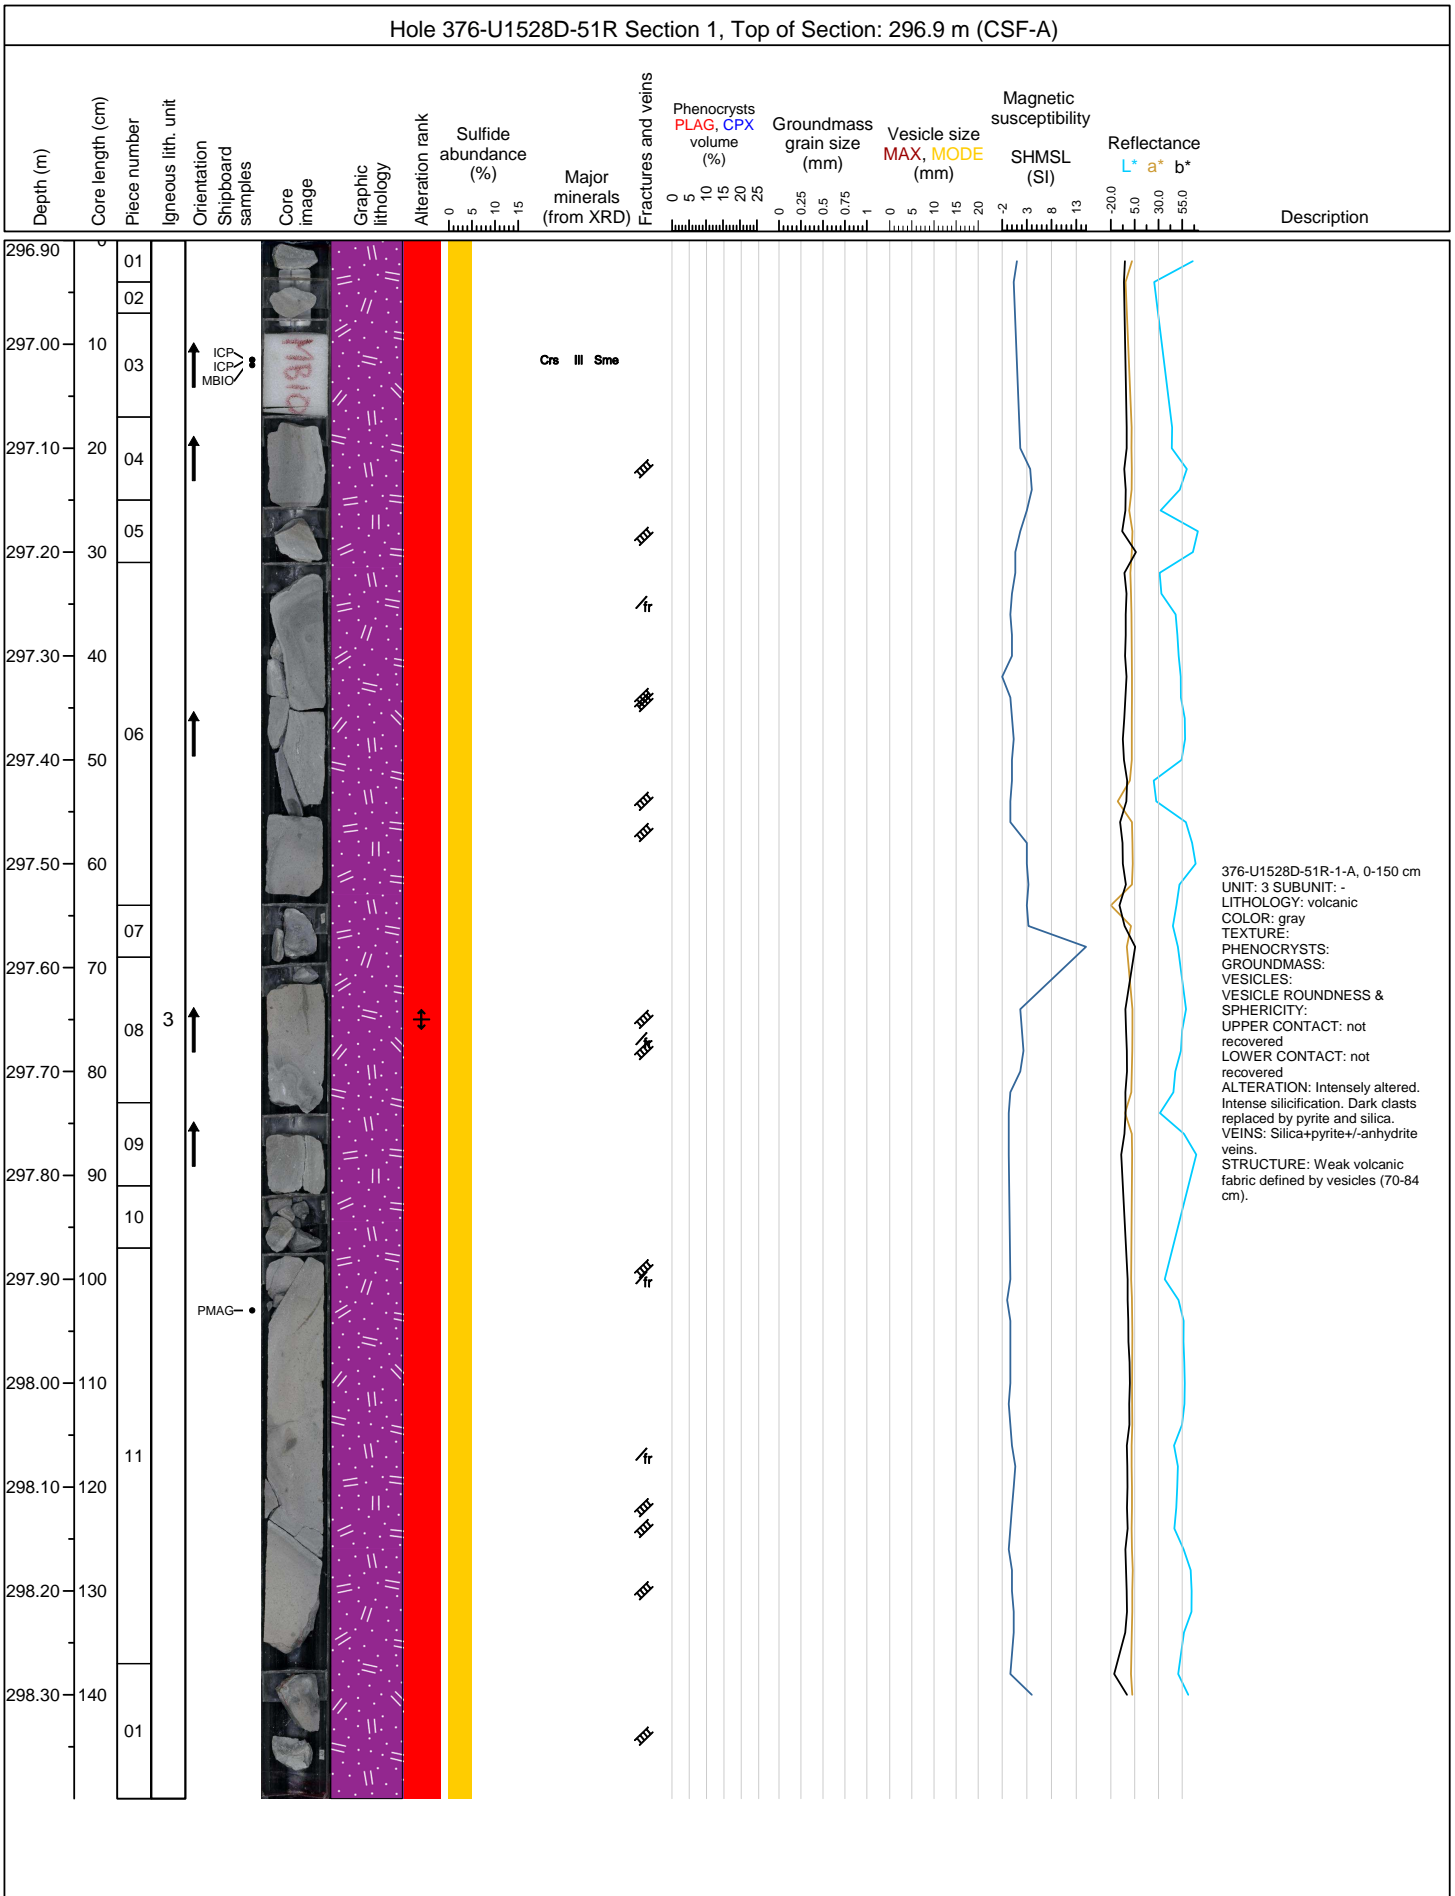 Hole 376-U1528D-51R Section 1, Top of Section: 296.9 m (CSF-A)
Depth (m)
Core length (cm)
Piece number
Igneous lith. unit
Orientation
Shipboard
samples
Core
image
Graphic
lithology
Alteration rank
Sulfide
abundance
(%)
0 5 10 15
Major
minerals
(from XRD)
Fractures and veins
Phenocrysts
PLAG, CPX
volume
(%)
0 5 10 15 20 25
Groundmass
grain size
(mm)
0 0.25 0.5 0.75 1
Vesicle size
MAX, MODE
(mm)
0 5 10 15 20
Magnetic
susceptibility
SHMSL
(SI)
-2 3 8 13
Reflectance
L* a* b*
-20.0 5.0 30.0 55.0
Description
296.90 0
01
02
297.00 10
03
ICP
ICP
MBIO
MBIO
Crs Ill Sme
297.10 20
04
05
297.20 30
fr
297.30 40
06
297.40 50
297.50 60
07
297.60 70
08
3
fr
297.70 80
09
297.80 90
10
297.90 100
fr
PMAG
298.00 110
11
fr
298.10 120
298.20 130
298.30 140
01
376-U1528D-51R-1-A, 0-150 cm
UNIT: 3 SUBUNIT: -
LITHOLOGY: volcanic
COLOR: gray
TEXTURE:
PHENOCRYSTS:
GROUNDMASS:
VESICLES:
VESICLE ROUNDNESS &
SPHERICITY:
UPPER CONTACT: not
recovered
LOWER CONTACT: not
recovered
ALTERATION: Intensely altered.
Intense silicification. Dark clasts
replaced by pyrite and silica.
VEINS: Silica+pyrite+/-anhydrite
veins.
STRUCTURE: Weak volcanic
fabric defined by vesicles (70-84
cm).